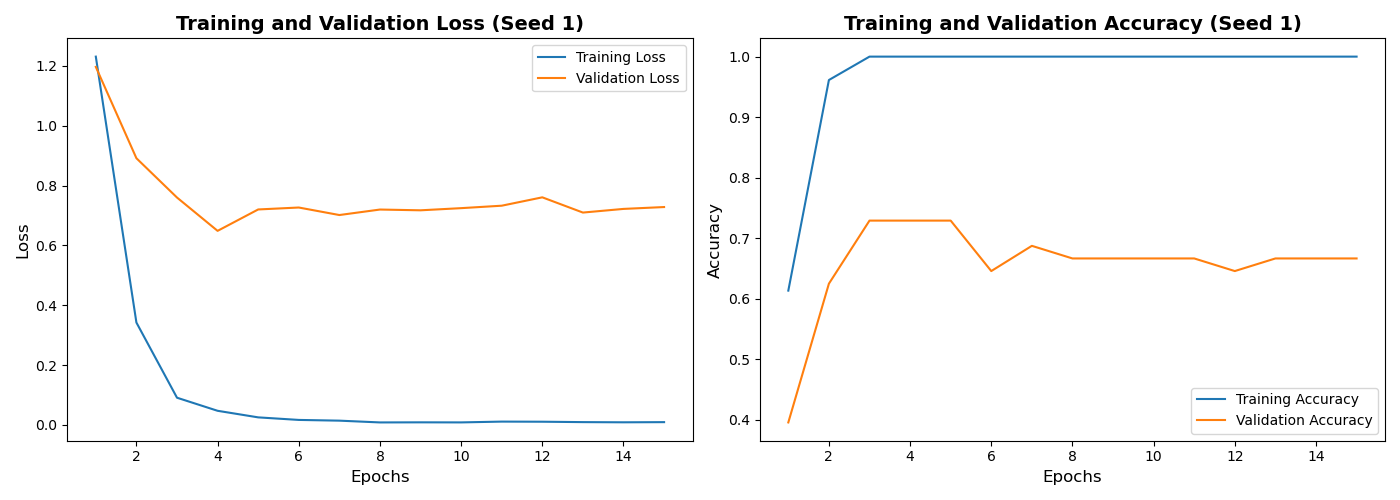 Training and Validation Loss (Seed 1)
Training Loss
Validation Loss
1.2
1.0
0.8
0.6
0.4
0.2
0.0
Loss
2 4 6 8 10 12 14
Epochs
Training and Validation Accuracy (Seed 1)
1.0
0.9
0.8
0.7
0.6
0.5
0.4
Accuracy
Training Accuracy
Validation Accuracy
2 4 6 8 10 12 14
Epochs